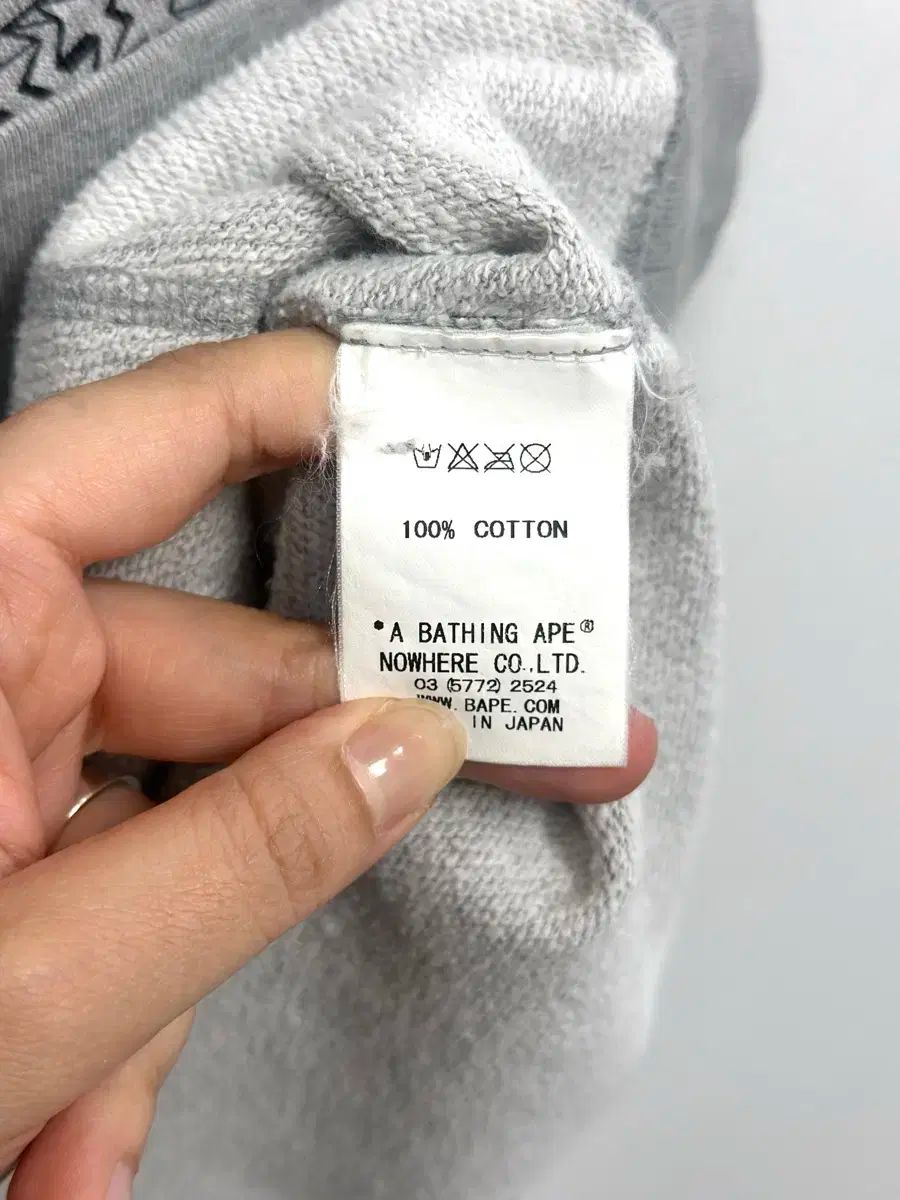 100% COTTON
*A BATHING APE®
NOWHERE CO.,LTD.
03 (5772) 2524
WWW. BAPE. COM
IN JAPAN